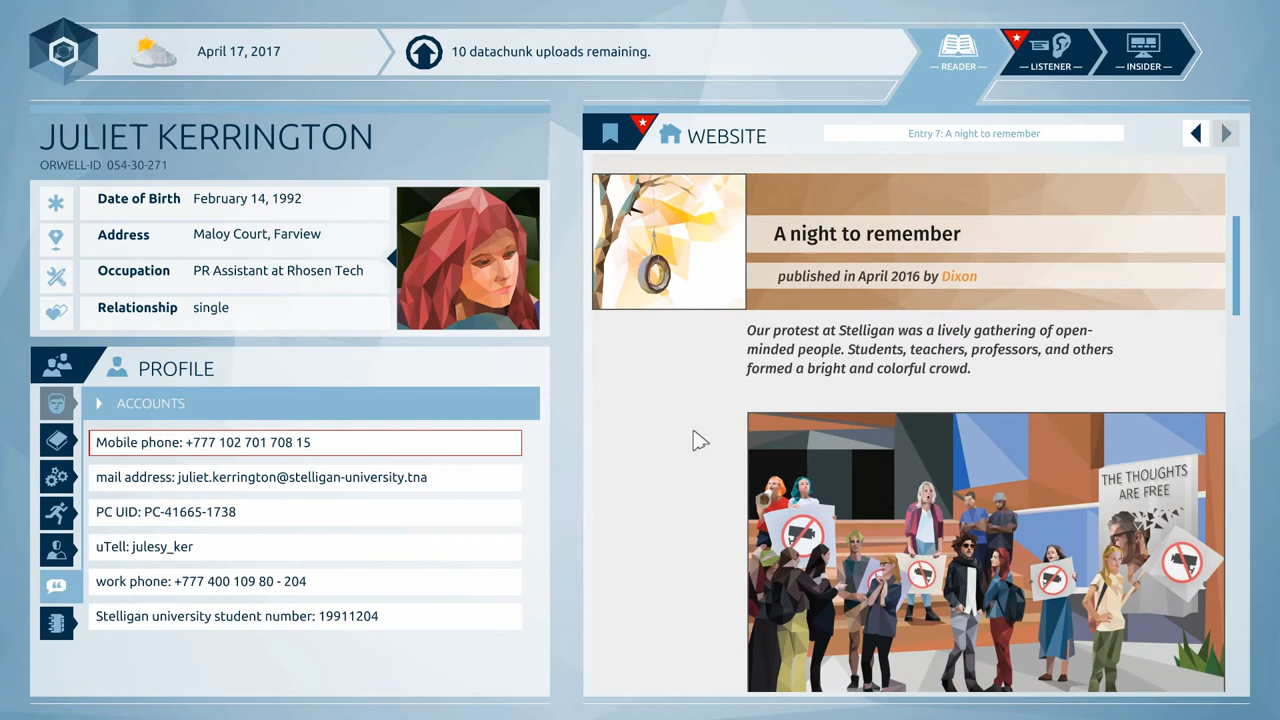 April 17, 2017
10 datachunk uploads remaining.
— READER —
— LISTENER —
— INSIDER —
JULIET KERRINGTON
ORWELL-ID 054-30-271
Date of Birth February 14, 1992
Address Maloy Court, Farview
Occupation PR Assistant at Rhosen Tech
Relationship single
PROFILE
ACCOUNTS
Mobile phone: +777 102 701 708 15
mail address: juliet.kerrington@stelligan-university.tna
PC UID: PC-41665-1738
uTell: julesy_ker
work phone: +777 400 109 80 - 204
Stelligan university student number: 19911204
WEBSITE
Entry 7: A night to remember
A night to remember
published in April 2016 by Dixon
Our protest at Stelligan was a lively gathering of open-
minded people. Students, teachers, professors, and others
formed a bright and colorful crowd.
THE THOUGHTS
ARE FREE